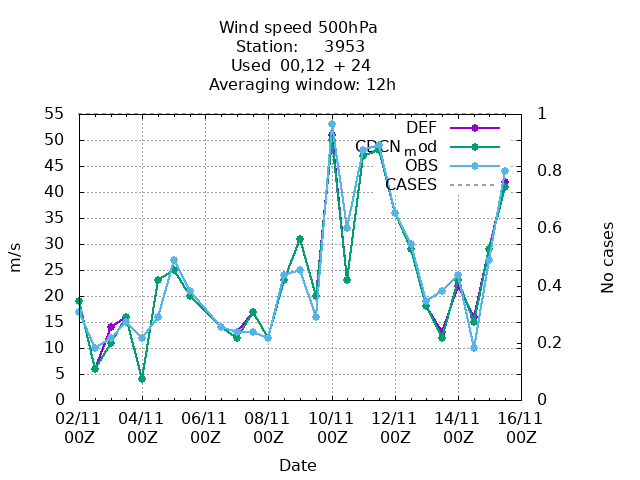 Wind speed 500hPa
Station: 3953
Used 00,12 + 24
Averaging window: 12h
55 50 45 40 35 30 25 20 15 10 5 0
m/s
DEF
CDCN_mod
OBS
CASES
1 0.8 0.6 0.4 0.2 0
No cases
02/11 04/11 06/11 08/11 10/11 12/11 14/11 16/11
00Z 00Z 00Z 00Z 00Z 00Z 00Z 00Z
Date